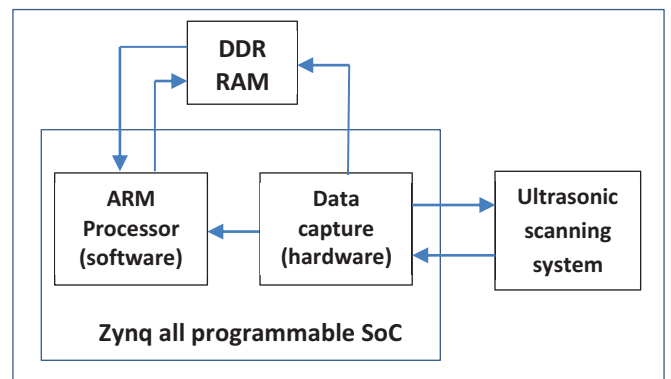 DDR
RAM
ARM
Processor
(software)
Data
capture
(hardware)
Ultrasonic
scanning
system
Zynq all programmable SoC